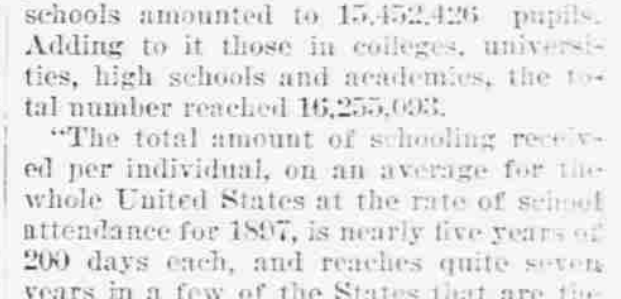 schools amounted to 15,452,426 pupils.
Adding to it those in colleges, universi-
ties, high schools and academies, the to-
tal number reached 16,255,093.
"The total amount of schooling receiv-
ed per individual, on an average for the
whole United States at the rate of school
attendance for 1897, is nearly five years of
200 days each, and reaches quite seven
years in a few of the States that are